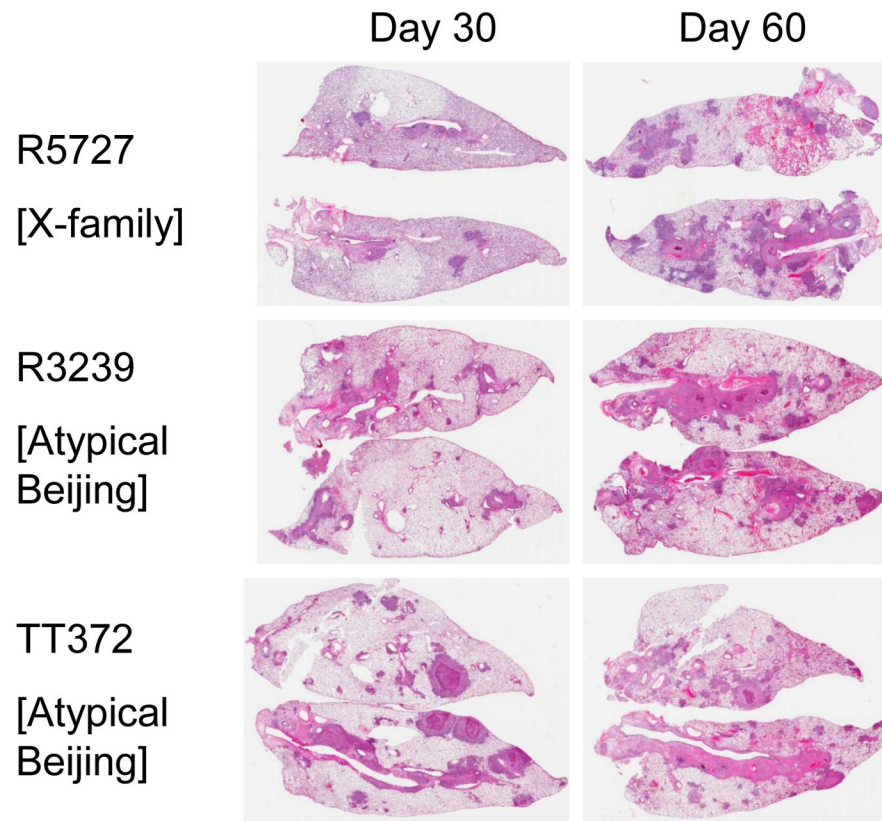 Day 30 Day 60
R5727
[X-family]
R3239
[Atypical
Beijing]
TT372
[Atypical
Beijing]